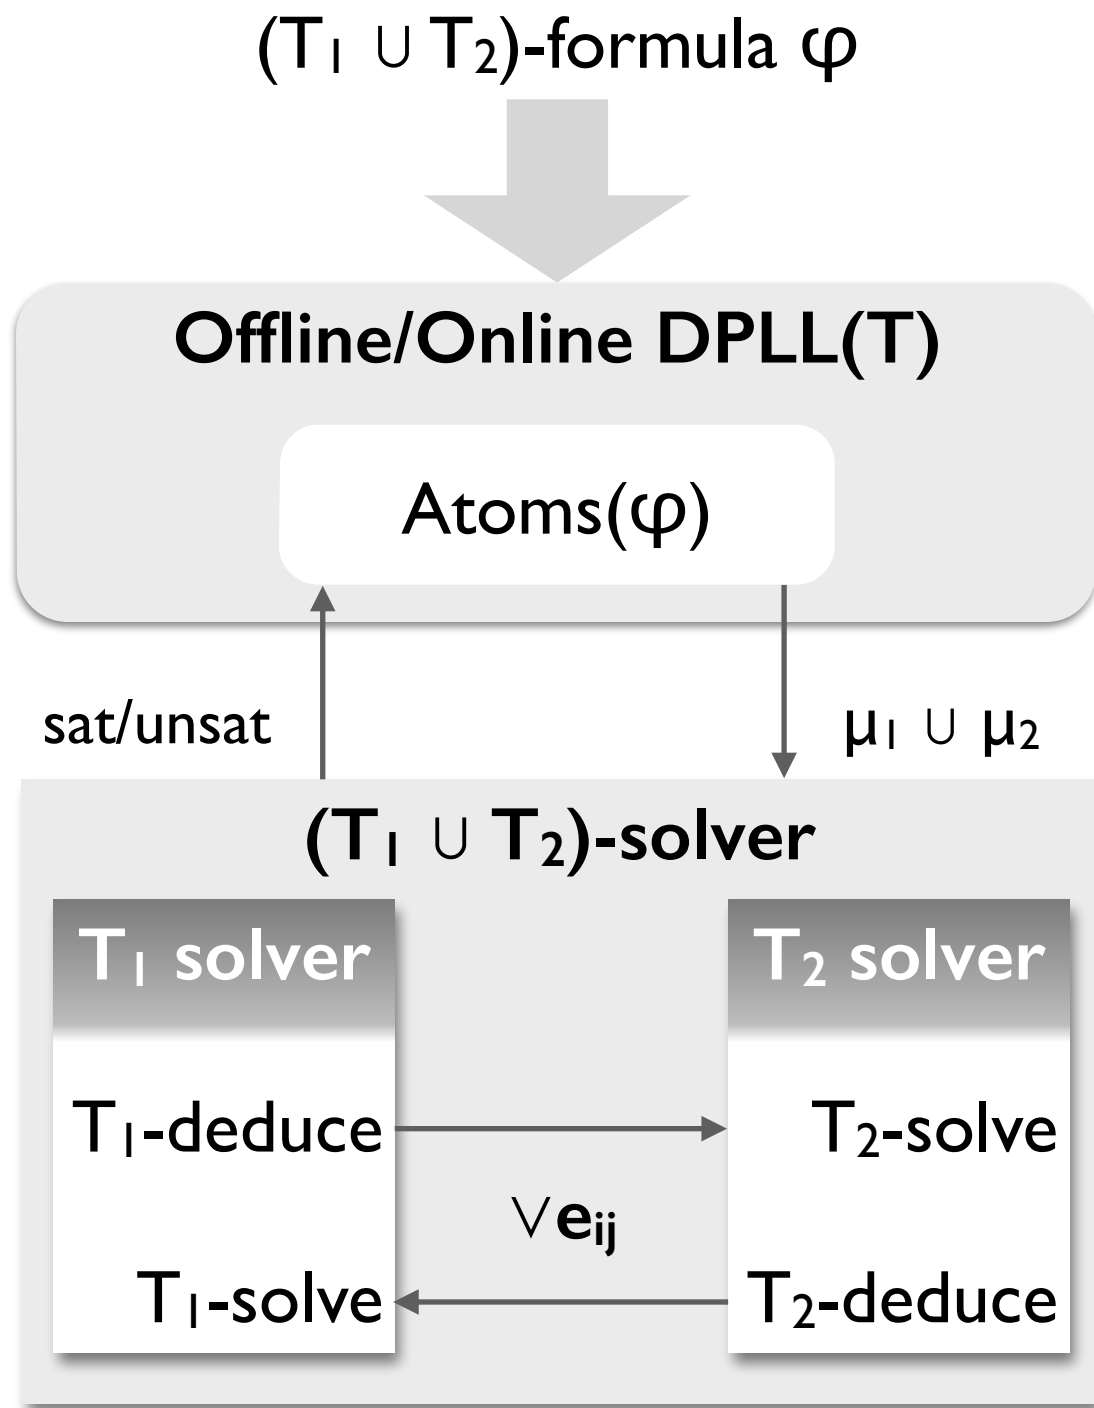 (T₁ ∪ T₂)-formula φ
Offline/Online DPLL(T)
Atoms(φ)
sat/unsat
μ₁ ∪ μ₂
(T₁ ∪ T₂)-solver
T₁ solver
T₂ solver
T₁-deduce
T₂-solve
∨eᵢⱼ
T₁-solve
T₂-deduce